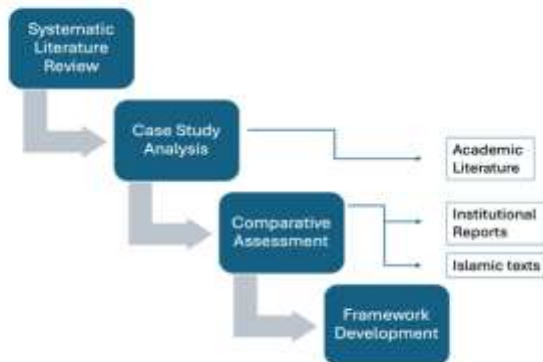 Systematic
Literature
Review
Case Study
Analysis
Academic
Literature
Comparative
Assessment
Institutional
Reports
Islamic texts
Framework
Development